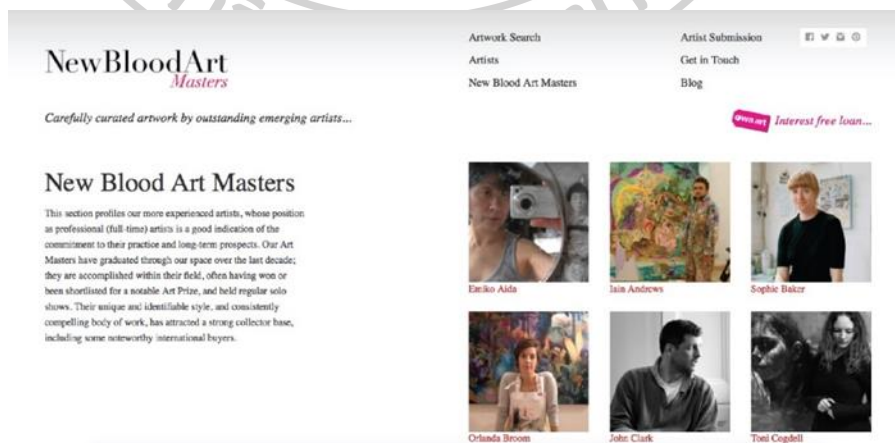 NewBloodArt
Masters
Artwork Search
Artists
New Blood Art Masters
Artist Submission
Get in Touch
Blog
Carefully curated artwork by outstanding emerging artists...
own art Interest free loan...
New Blood Art Masters
This section profiles our more experienced artists, whose position
as professional (full-time) artists is a good indication of the
commitment to their practice and long-term prospects. Our Art
Masters have graduated through our space over the last decade;
they are accomplished within their field, often having won or
been shortlisted for a notable Art Prize, and held regular solo
shows. Their unique and identifiable style, and consistently
compelling body of work, has attracted a strong collector base,
including some noteworthy international buyers.
Emiko Aida
Iain Andrews
Sophie Baker
Orlanda Broom
John Clark
Toni Cogdell